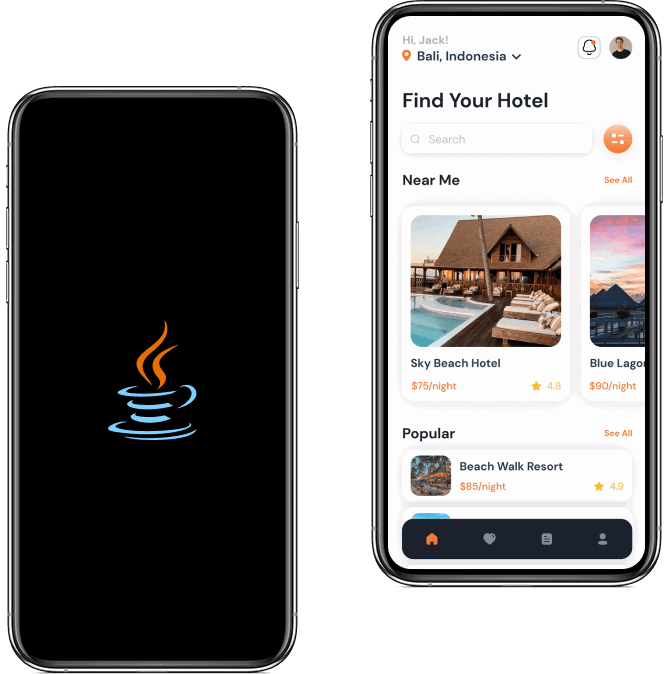 Hi, Jack!
Bali, Indonesia
Find Your Hotel
Search
Near Me
See All
Sky Beach Hotel
$75/night
4.8
Blue Lago
$90/night
Popular
See All
Beach Walk Resort
$85/night
4.9